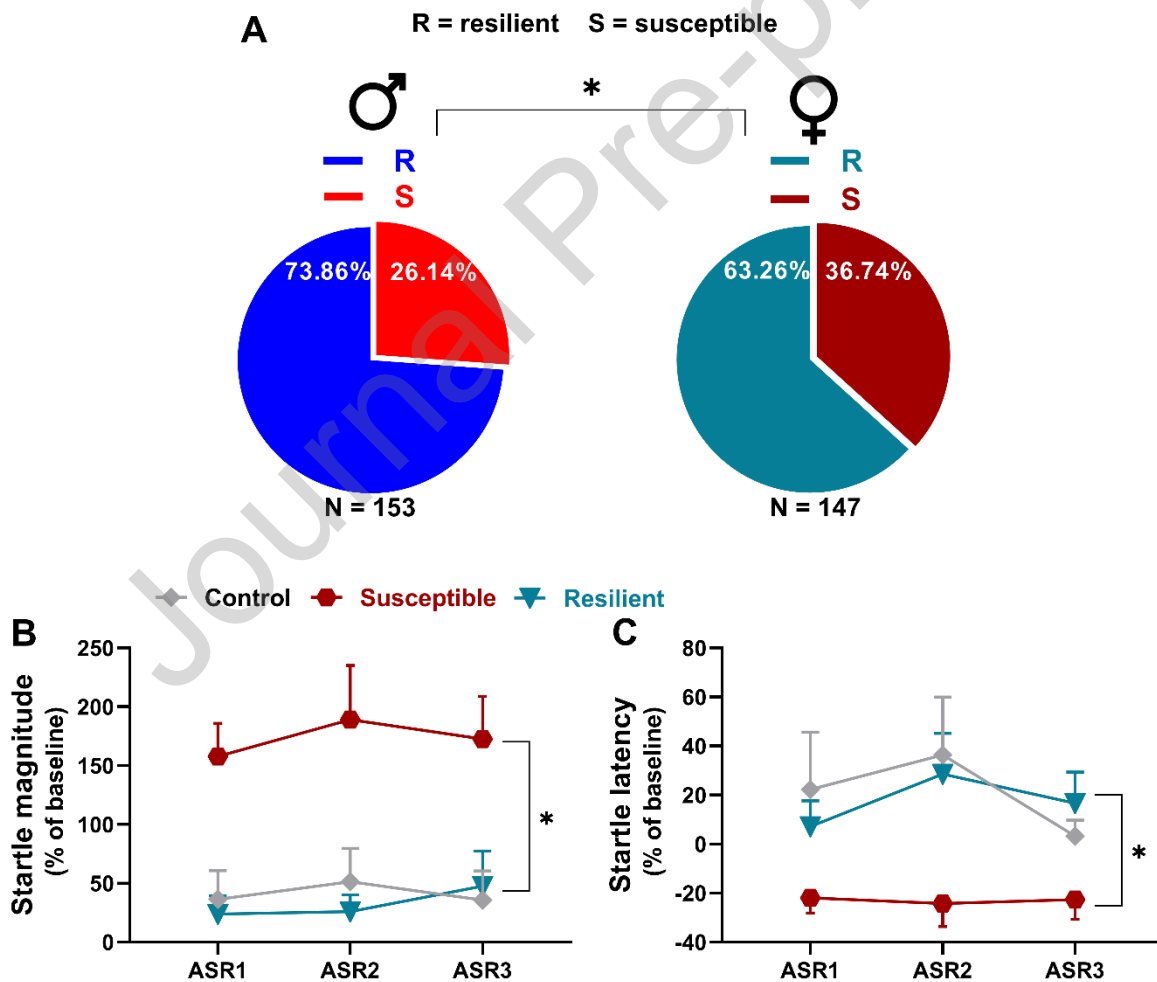 A
R = resilient S = susceptible
*
R
S
R
S
73.86%
26.14%
63.26%
36.74%
N = 153
N = 147
Journal Pre-p
Control Susceptible Resilient
B
Startle magnitude
(% of baseline)
250
200
150
100
50
0
ASR1 ASR2 ASR3
*
C
Startle latency
(% of baseline)
80
60
40
20
0
-20
-40
ASR1 ASR2 ASR3
*